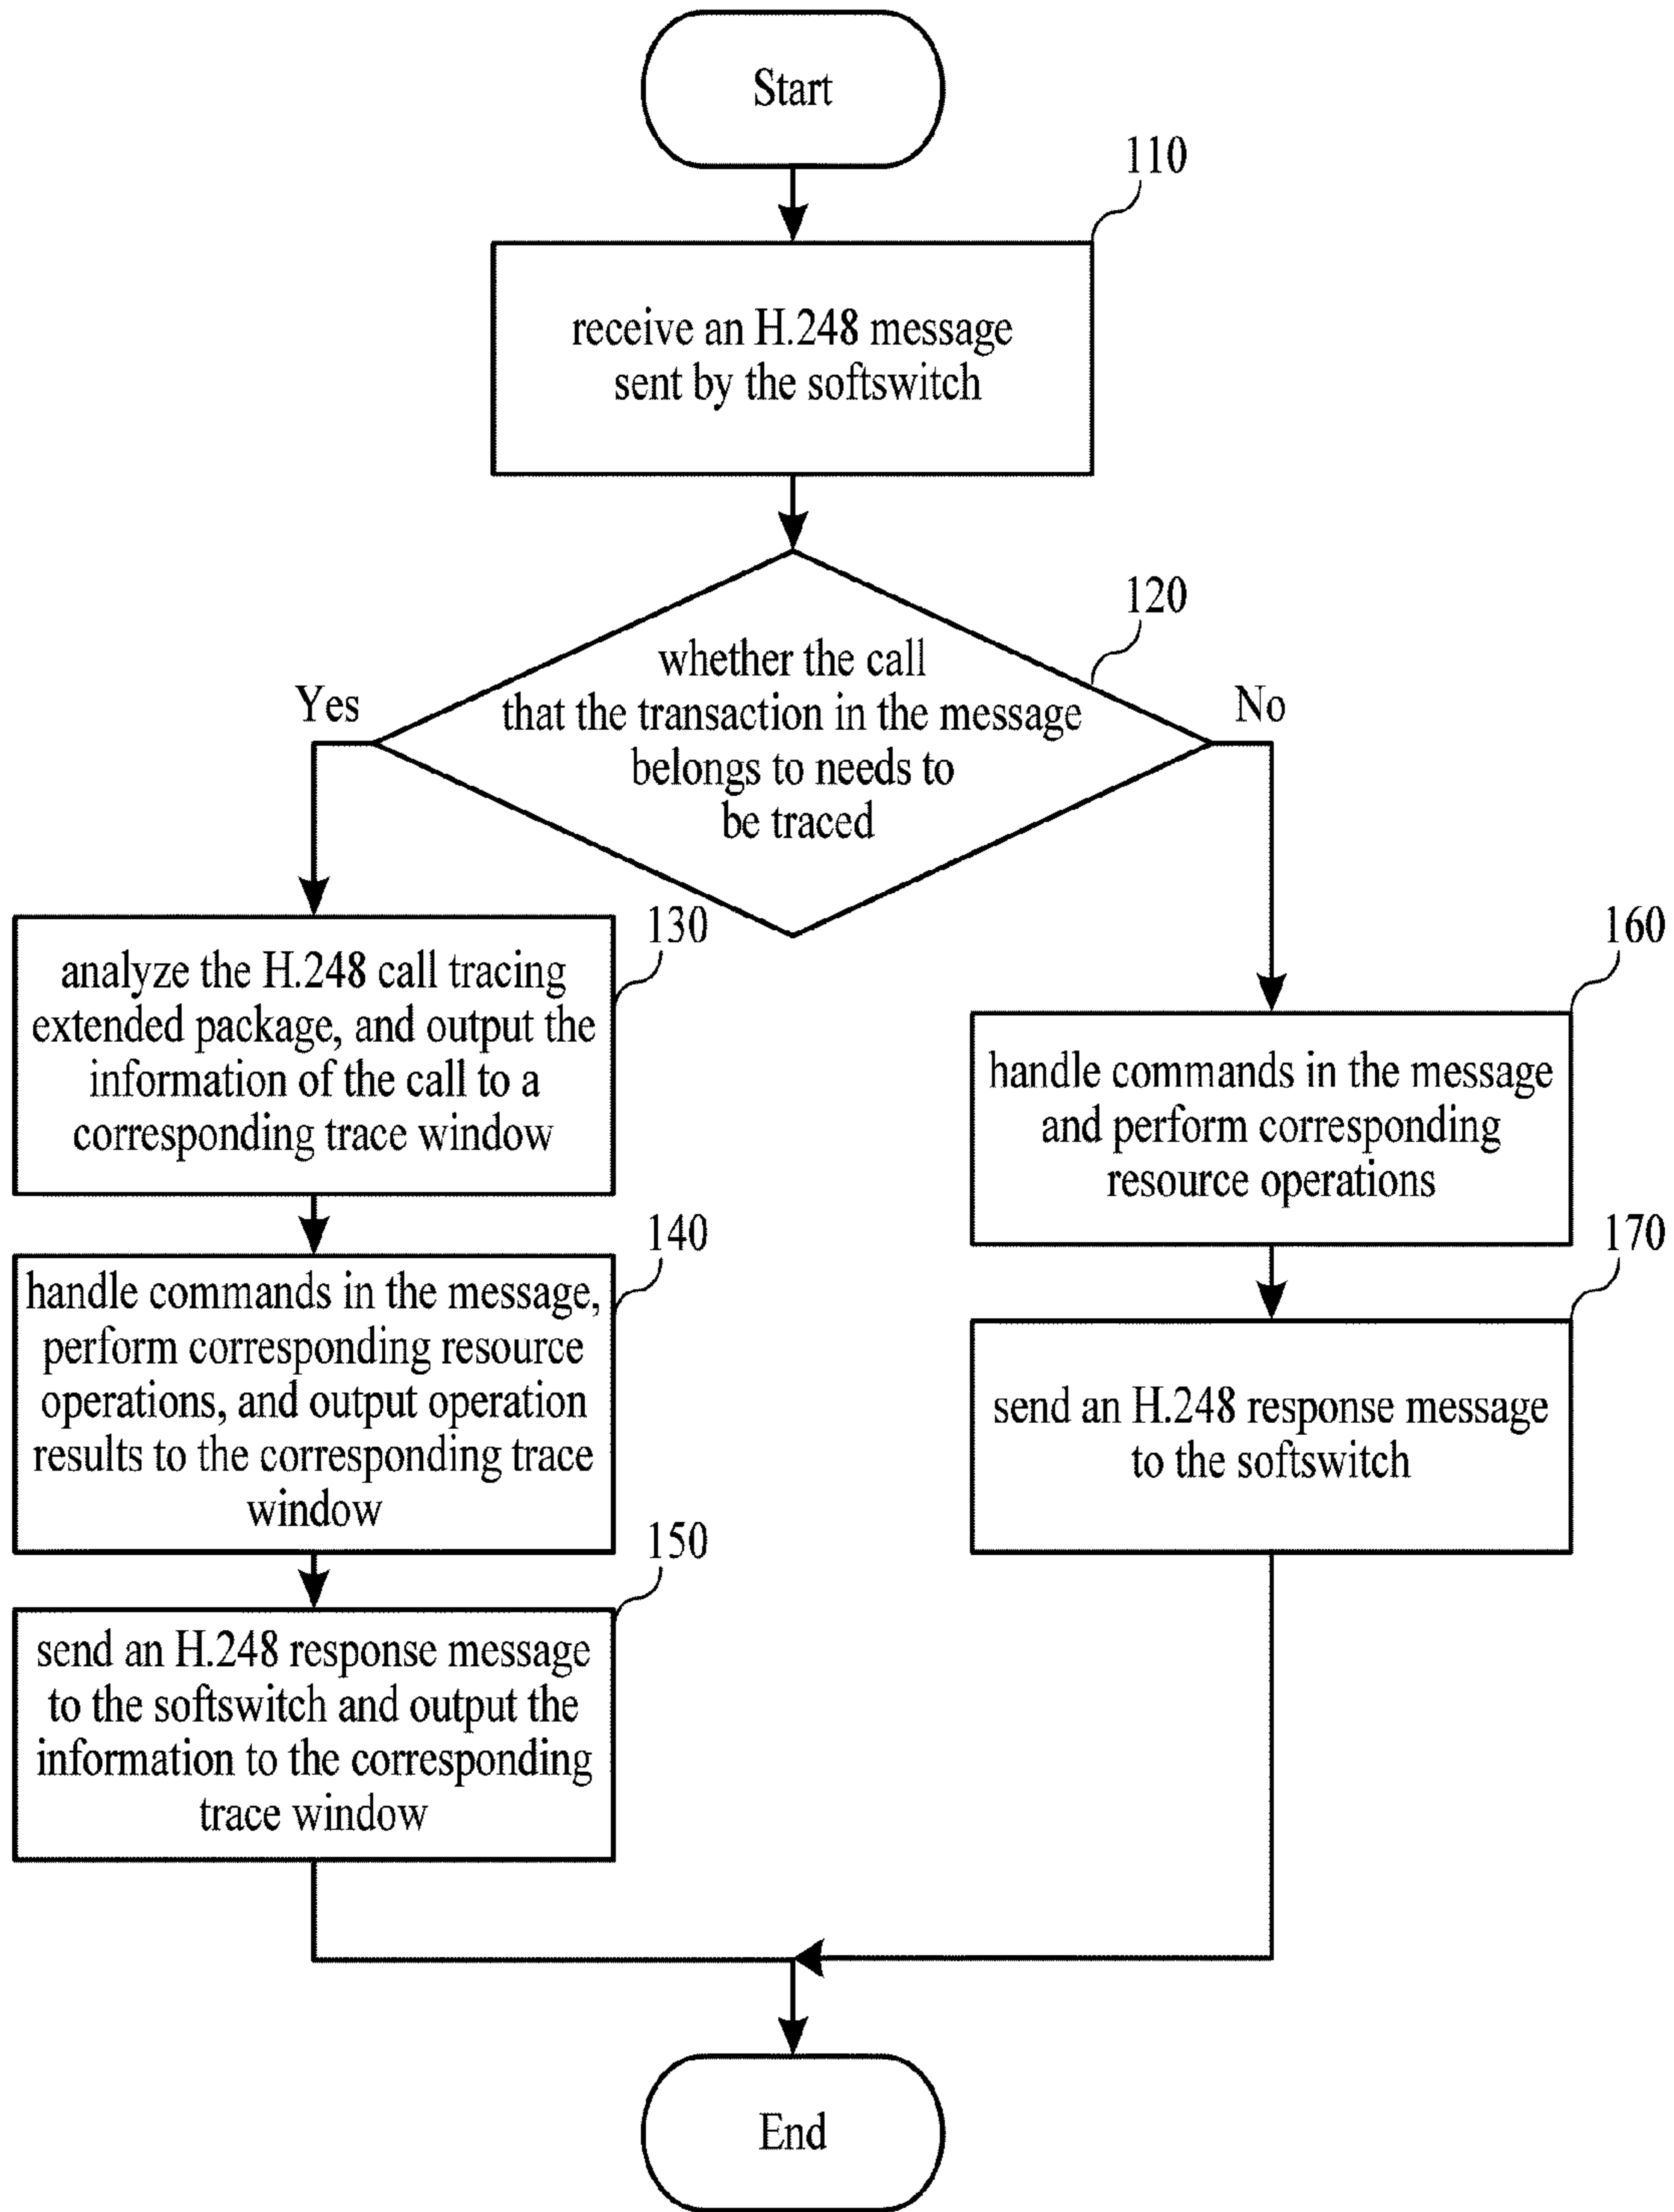 Start
110
receive an H.248 message
sent by the softswitch
120
whether the call
that the transaction in the message
belongs to needs to
be traced
Yes
No
130
analyze the H.248 call tracing
extended package, and output the
information of the call to a
corresponding trace window
140
handle commands in the message,
perform corresponding resource
operations, and output operation
results to the corresponding trace
window
150
send an H.248 response message
to the softswitch and output the
information to the corresponding
trace window
160
handle commands in the message
and perform corresponding
resource operations
170
send an H.248 response message
to the softswitch
End